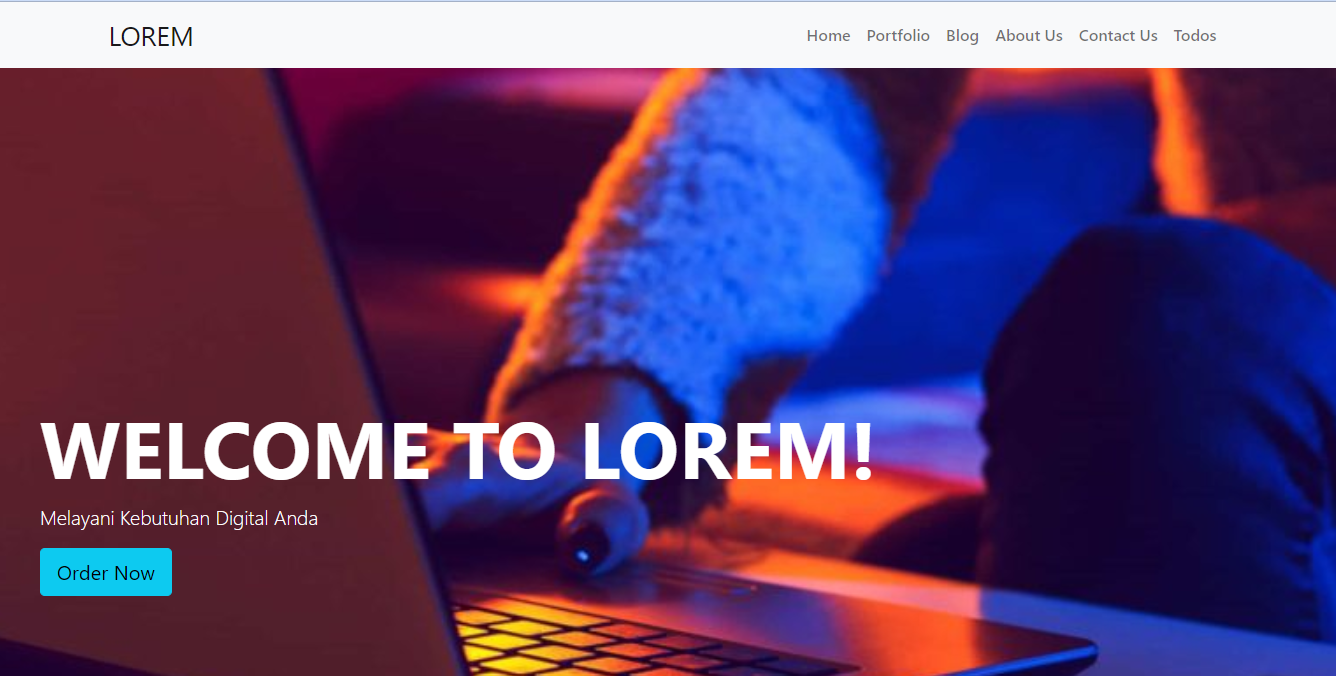 LOREM
Home Portfolio Blog About Us Contact Us Todos
WELCOME TO LOREM!
Melayani Kebutuhan Digital Anda
Order Now